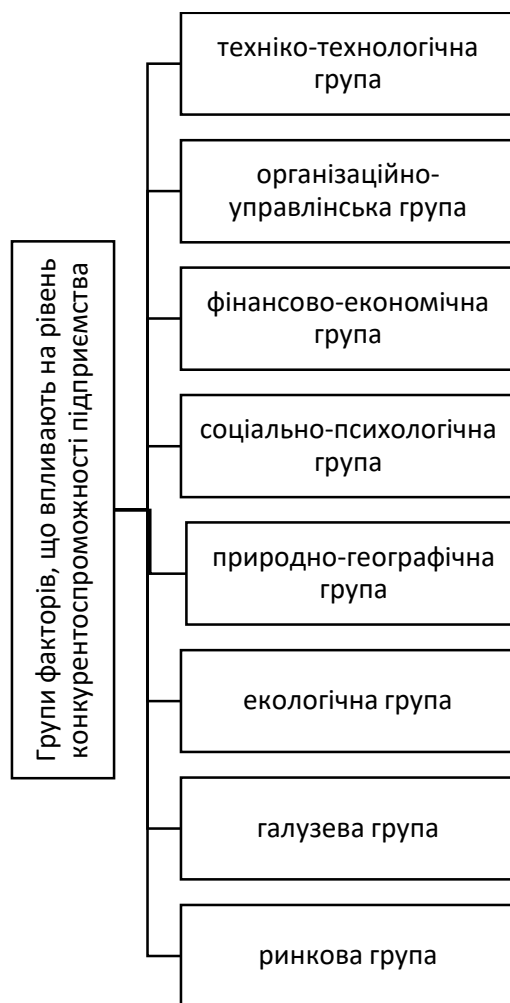 Групи факторів, що впливають на рівень
конкурентоспроможності підприємства
техніко-технологічна
група
організаційно-
управлінська група
фінансово-економічна
група
соціально-психологічна
група
природно-географічна
група
екологічна група
галузева група
ринкова група